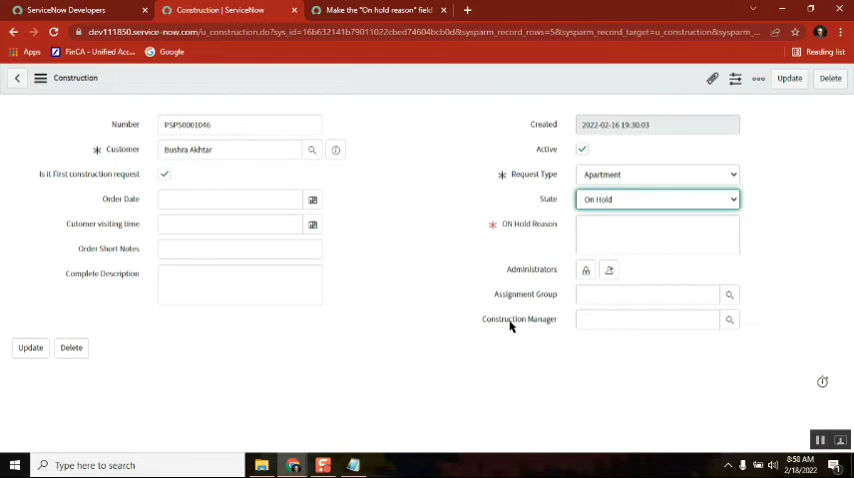 ServiceNow Developers
Construction | ServiceNow
Make the "On hold reason" field
dev111850.service-now.com/u_construction.do?sys_id=16b632141b79011022cbed74604bcb0d&sysparm_record_target=u_construction&sysparm_record_rows=5&sysparm_record_target=u_construction&sysparm_...
Apps
FinCA - Unified Acc...
Google
Reading list
Construction
Update
Delete
Number
PSP50001046
Created
2022-02-16 19:30:03
Customer
Bushra Akhtar
Active
Is it First construction request
Request Type
Apartment
Order Date
State
On Hold
Cutomer visiting time
ON Hold Reason
Order Short Notes
Complete Description
Administrators
Assignment Group
Construction Manager
Update
Delete
Type here to search
8:50 AM
2/18/2022